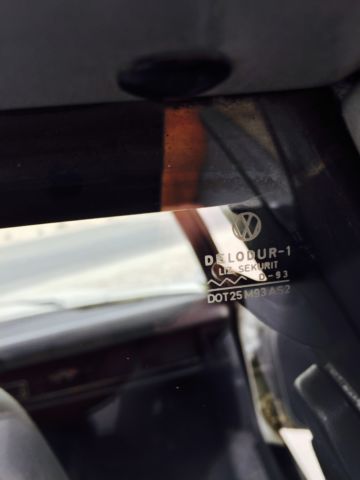 DELODUR-1
LIZ. SEKURIT
D-93
DOT25 M93 AS2